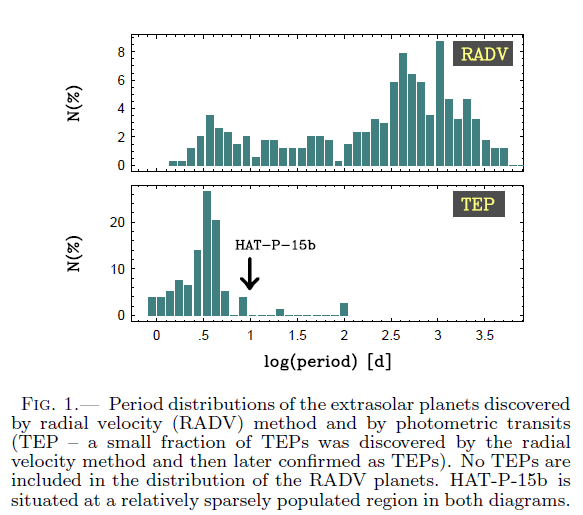 RADV
N(%)
8
6
4
2
0
TEP
N(%)
20
10
0
HAT-P-15b
0 .5 1 1.5 2 2.5 3 3.5
log(period) [d]
FIG. 1.— Period distributions of the extrasolar planets discovered
by radial velocity (RADV) method and by photometric transits
(TEP – a small fraction of TEPs was discovered by the radial
velocity method and then later confirmed as TEPs). No TEPs are
included in the distribution of the RADV planets. HAT-P-15b is
situated at a relatively sparsely populated region in both diagrams.